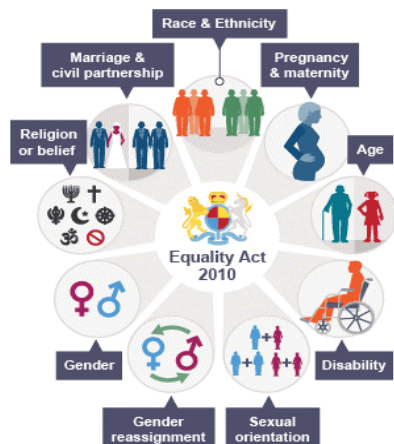 Race & Ethnicity
Marriage &
civil partnership
Pregnancy
& maternity
Religion
or belief
Age
Equality Act
2010
Gender
Disability
Gender
reassignment
Sexual
orientation